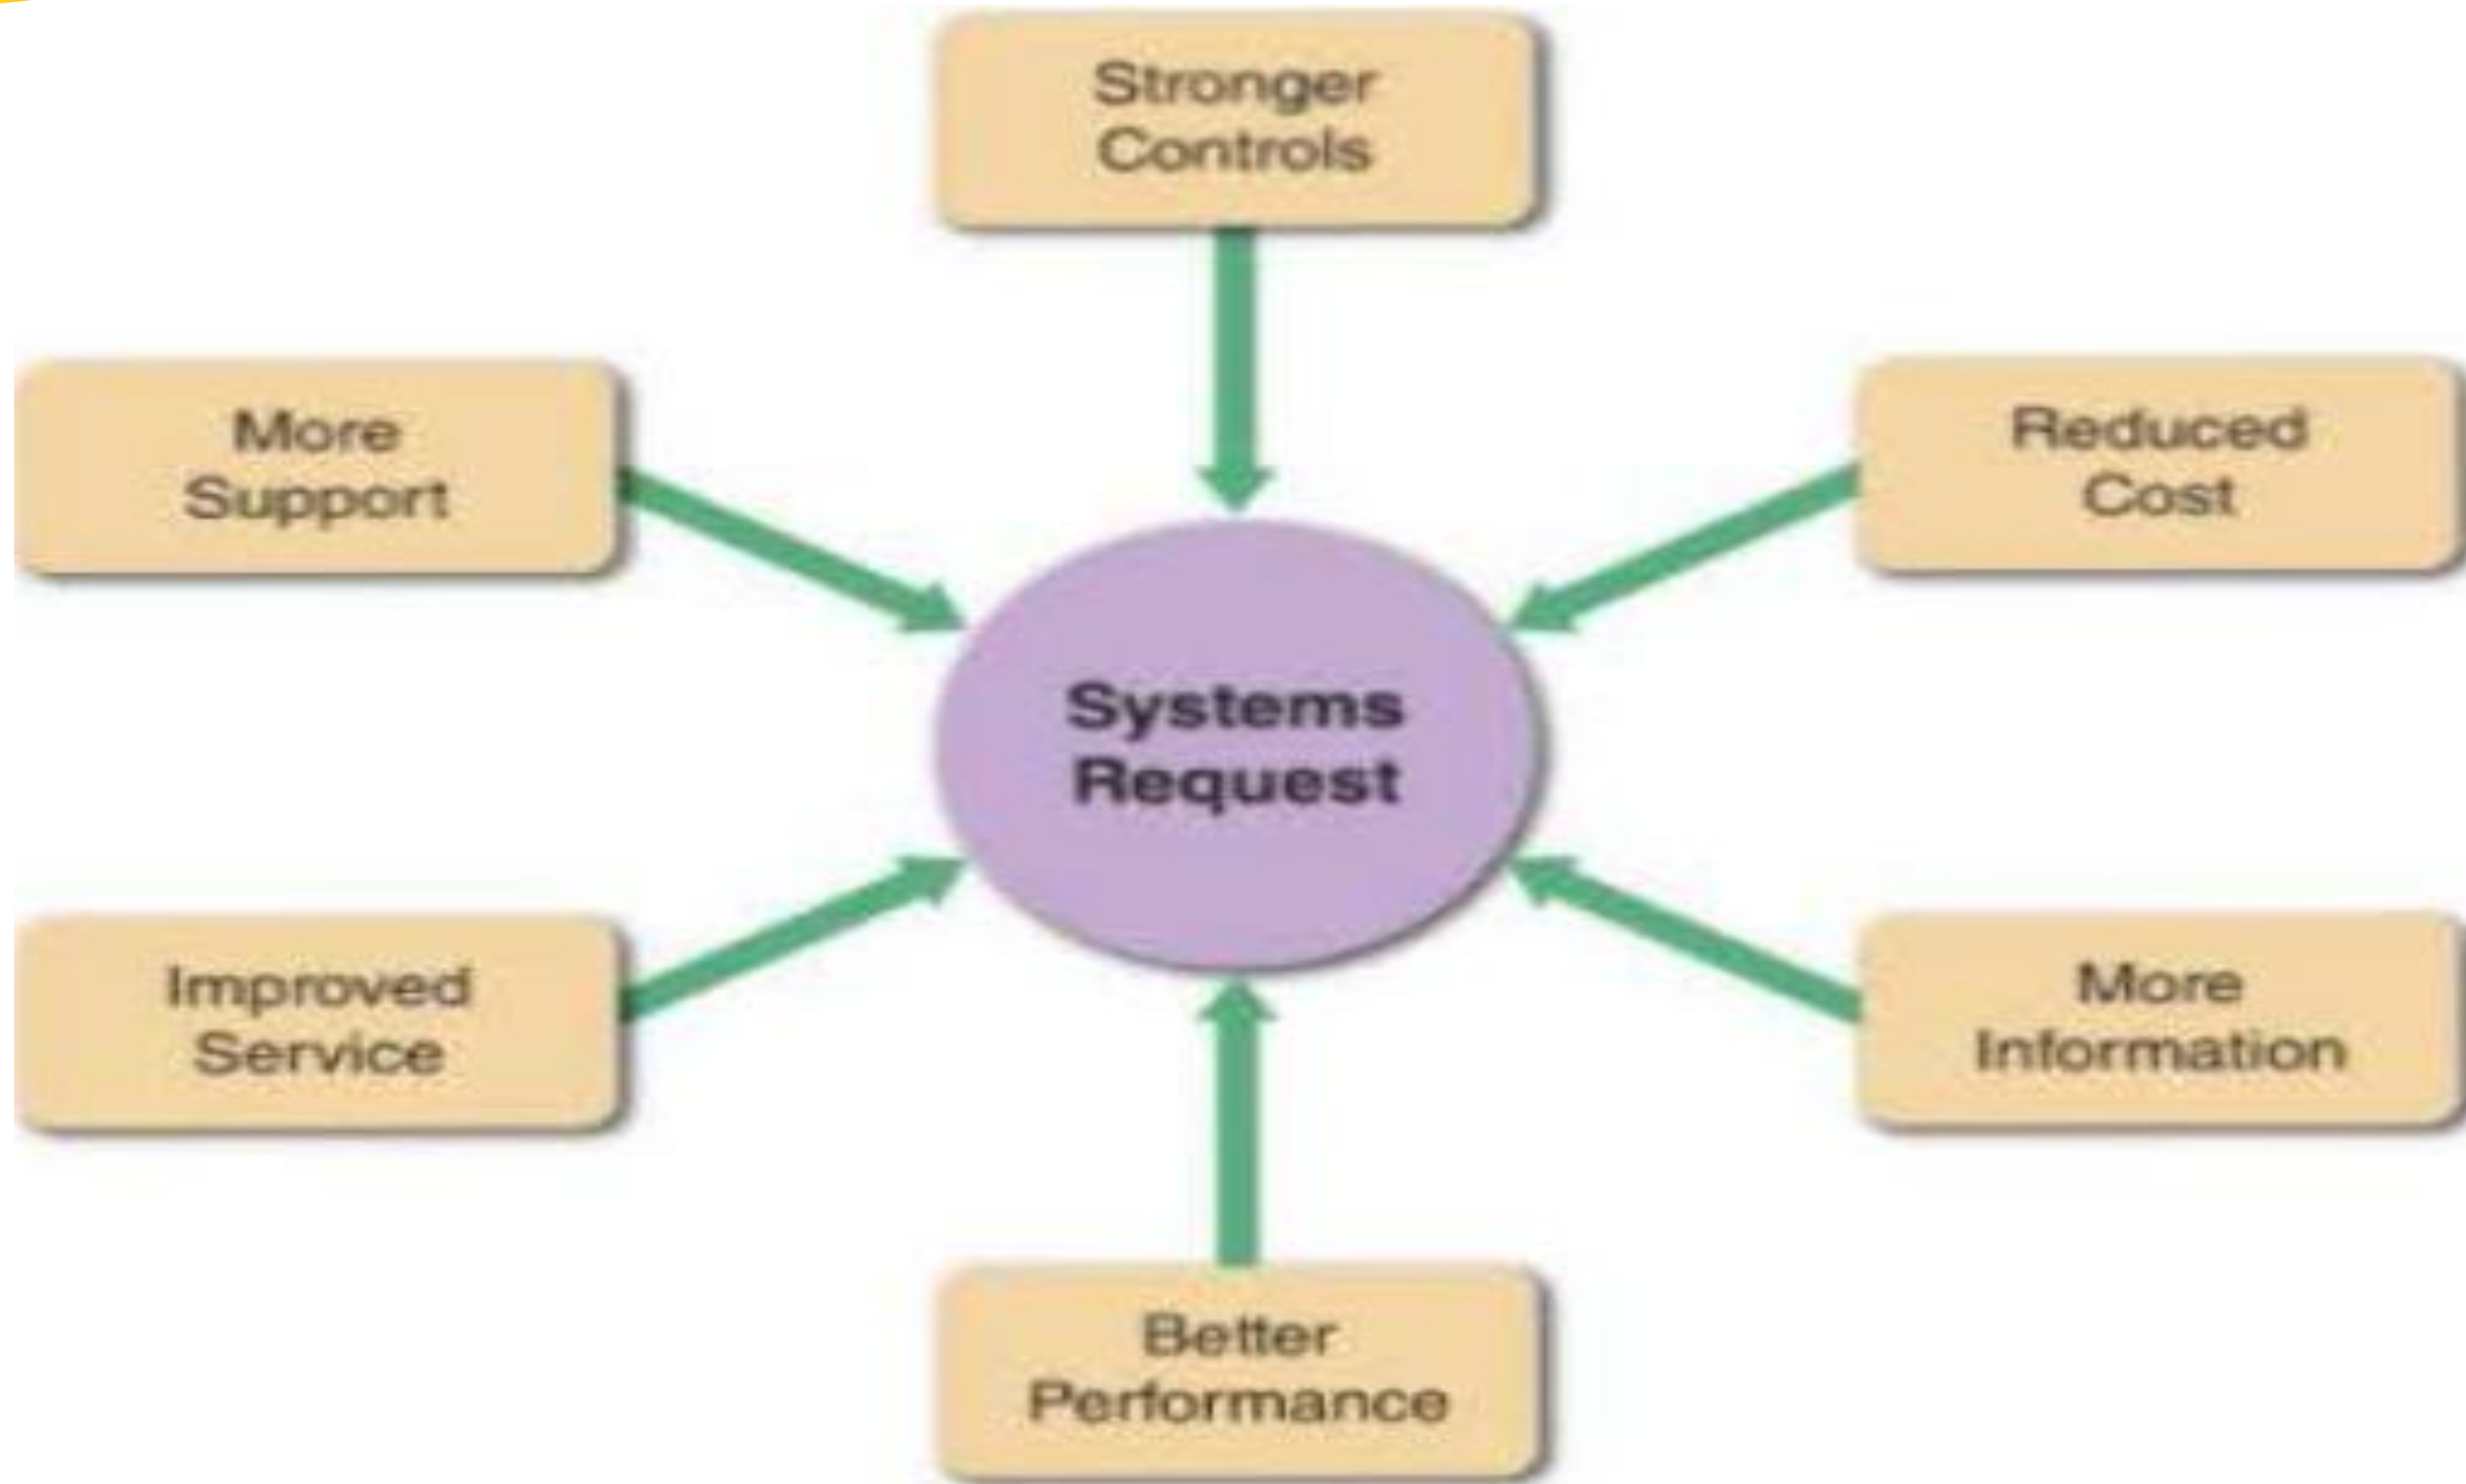 Stronger
Controls
More
Support
Reduced
Cost
Systems
Request
Improved
Service
More
Information
Better
Performance